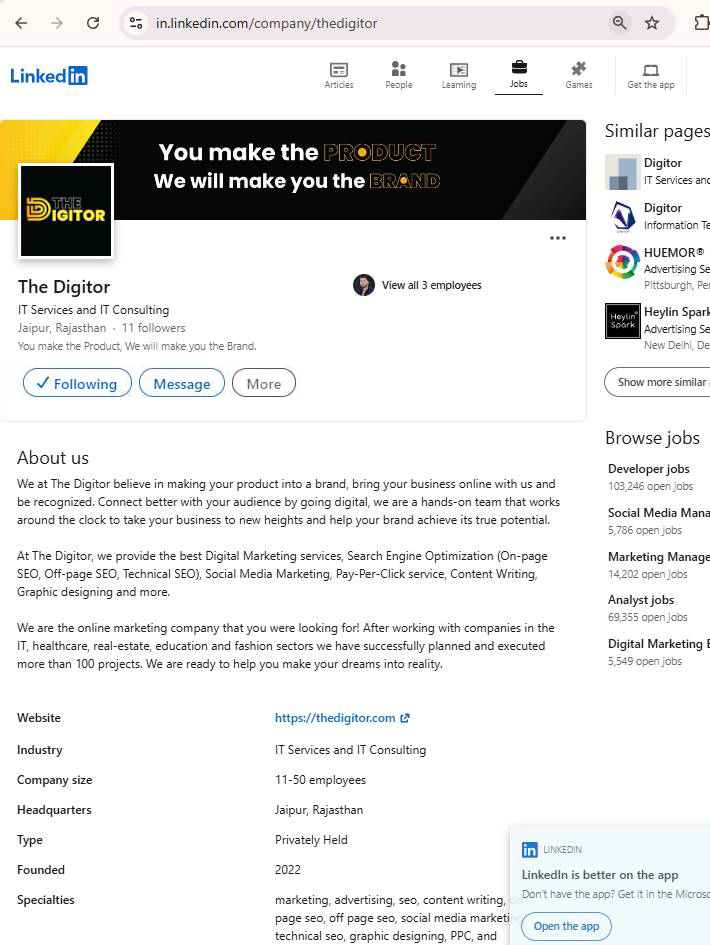 in.linkedin.com/company/thedigitor
Linked in
Articles
People
Learning
Jobs
Games
Get the app
You make the PRODUCT
We will make you the BRAND
THE
DIGITOR
The Digitor
IT Services and IT Consulting
Jaipur, Rajasthan · 11 followers
You make the Product, We will make you the Brand.
View all 3 employees
Following
Message
More
About us
We at The Digitor believe in making your product into a brand, bring your business online with us and
be recognized. Connect better with your audience by going digital, we are a hands-on team that works
around the clock to take your business to new heights and help your brand achieve its true potential.
At The Digitor, we provide the best Digital Marketing services, Search Engine Optimization (On-page
SEO, Off-page SEO, Technical SEO), Social Media Marketing, Pay-Per-Click service, Content Writing,
Graphic designing and more.
We are the online marketing company that you were looking for! After working with companies in the
IT, healthcare, real-estate, education and fashion sectors we have successfully planned and executed
more than 100 projects. We are ready to help you make your dreams into reality.
Website
https://thedigitor.com
Industry
IT Services and IT Consulting
Company size
11-50 employees
Headquarters
Jaipur, Rajasthan
Type
Privately Held
Founded
2022
Specialties
marketing, advertising, seo, content writing,
page seo, off page seo, social media marketing
technical seo, graphic designing, PPC, and
Similar pages
Digitor
IT Services and
Digitor
Information Te
HUEMOR®
Advertising Se
Pittsburgh, Pe
Heylin Spark
Heylin Spark
Advertising Se
New Delhi, De
Show more similar
Browse jobs
Developer jobs
103,246 open jobs
Social Media Mana
5,786 open jobs
Marketing Manage
14,202 open jobs
Analyst jobs
69,355 open jobs
Digital Marketing E
5,549 open jobs
in LINKEDIN
LinkedIn is better on the app
Don't have the app? Get it in the Microso
Open the app